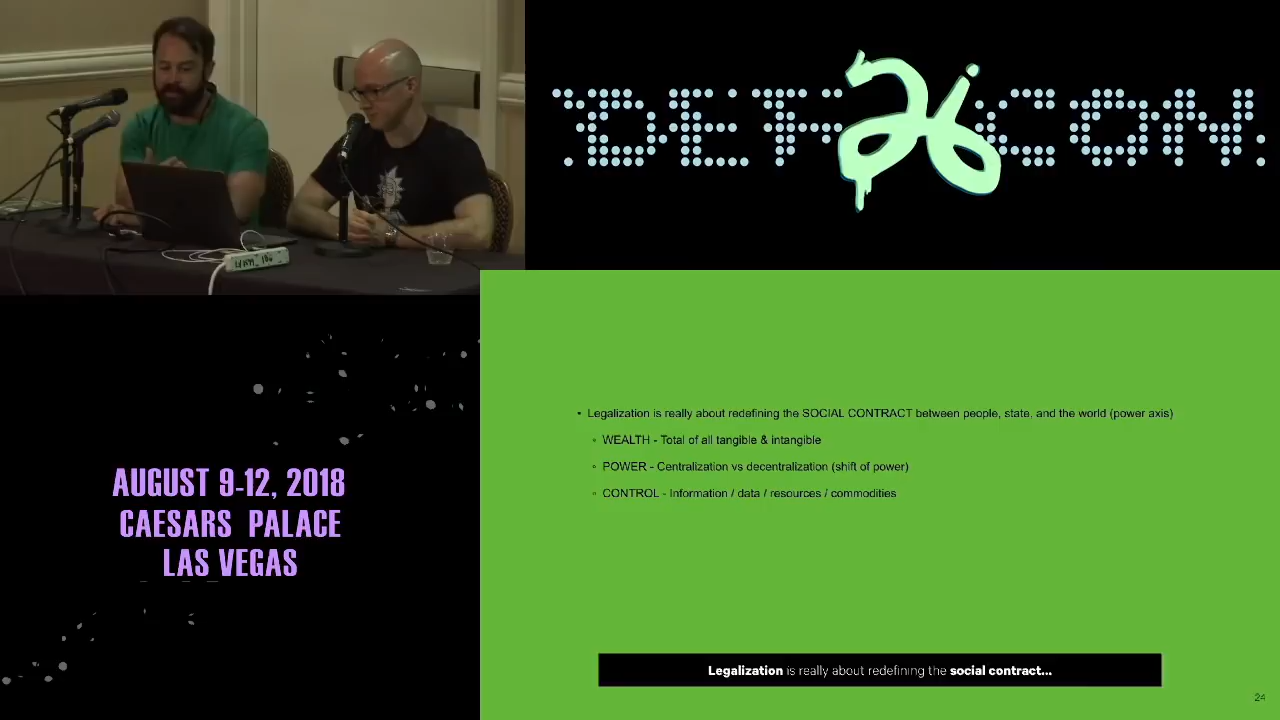 DEF 26 CON.
AUGUST 9-12, 2018
CAESARS PALACE
LAS VEGAS
• Legalization is really about redefining the SOCIAL CONTRACT between people, state, and the world (power axis)
◦ WEALTH - Total of all tangible & intangible
◦ POWER - Centralization vs decentralization (shift of power)
◦ CONTROL - Information / data / resources / commodities
Legalization is really about redefining the social contract...
24